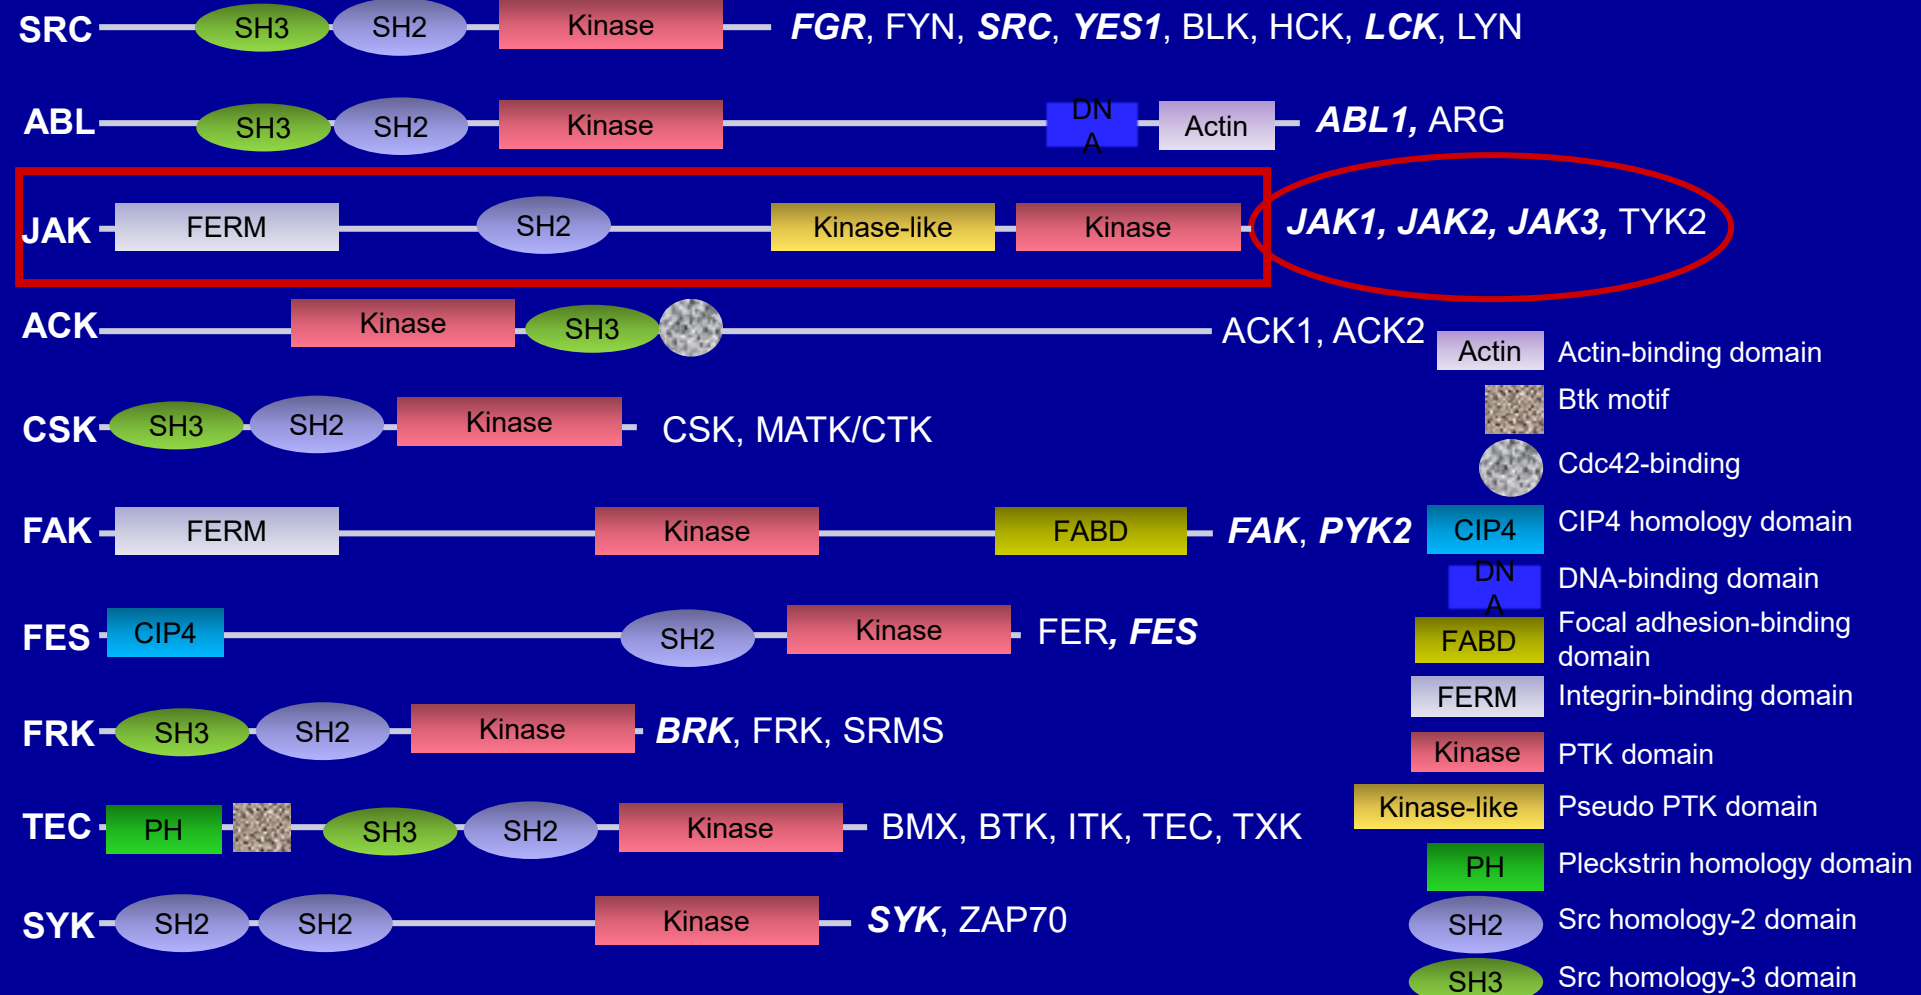 SRC SH3 SH2 Kinase FGR, FYN, SRC, YES1, BLK, HCK, LCK, LYN
ABL SH3 SH2 Kinase DN
A Actin ABL1, ARG
JAK FERM SH2 Kinase-like Kinase JAK1, JAK2, JAK3, TYK2
ACK Kinase SH3 ACK1, ACK2
CSK SH3 SH2 Kinase CSK, MATK/CTK
FAK FERM Kinase FABD FAK, PYK2
FES CIP4 SH2 Kinase FER, FES
FRK SH3 SH2 Kinase BRK, FRK, SRMS
TEC PH SH3 SH2 Kinase BMX, BTK, ITK, TEC, TXK
SYK SH2 SH2 Kinase SYK, ZAP70
Actin Actin-binding domain
Btk motif
Cdc42-binding
CIP4 CIP4 homology domain
DN
A DNA-binding domain
FABD Focal adhesion-binding
domain
FERM Integrin-binding domain
Kinase PTK domain
Kinase-like Pseudo PTK domain
PH Pleckstrin homology domain
SH2 Src homology-2 domain
SH3 Src homology-3 domain